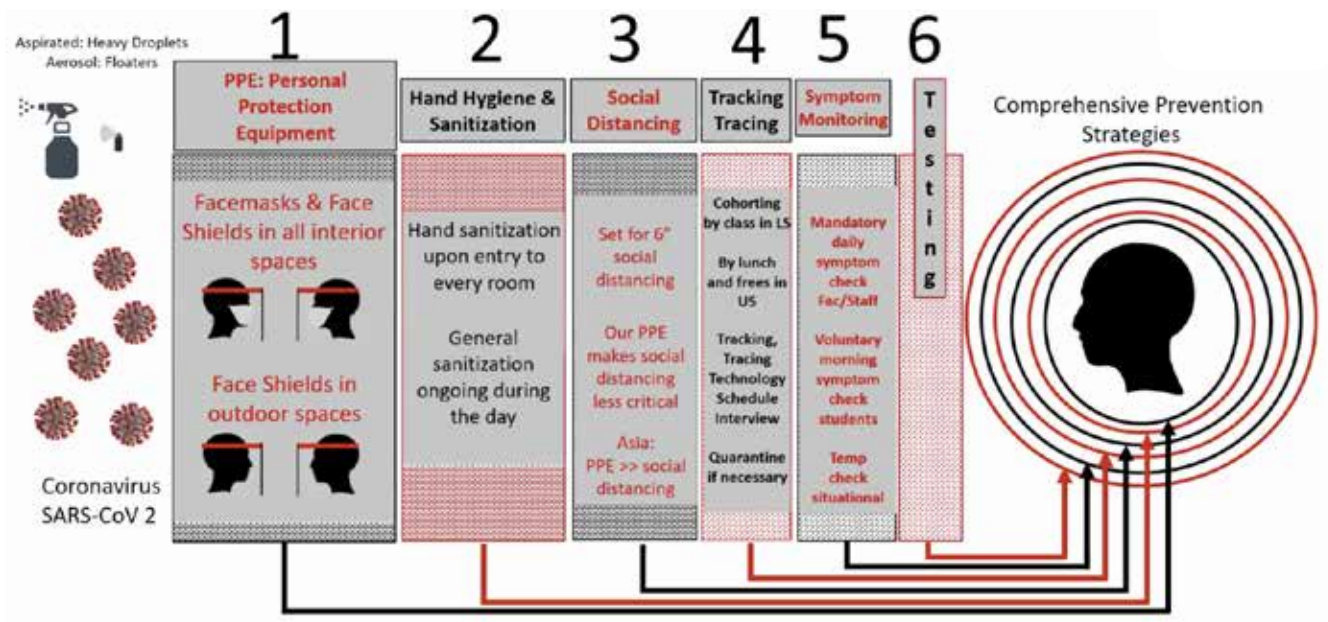 Aspirated: Heavy Droplets
Aerosol: Floaters
Coronavirus
SARS-CoV 2
1
PPE: Personal
Protection
Equipment
Facemasks & Face
Shields in all interior
spaces
Face Shields in
outdoor spaces
2
Hand Hygiene &
Sanitization
Hand sanitization
upon entry to
every room
General
sanitization
ongoing during
the day
3
Social
Distancing
Set for 6"
social
distancing
Our PPE
makes social
distancing
less critical
Asia:
PPE >> social
distancing
4
Tracking
Tracing
Cohorting
by class in LS
By lunch
and frees in
US
Tracking,
Tracing
Technology
Schedule
Interview
Quarantine
if necessary
5
Symptom
Monitoring
Mandatory
daily
symptom
check
Fac/Staff
Voluntary
morning
symptom
check
students
Temp
check
situational
6
Testing
Comprehensive Prevention
Strategies